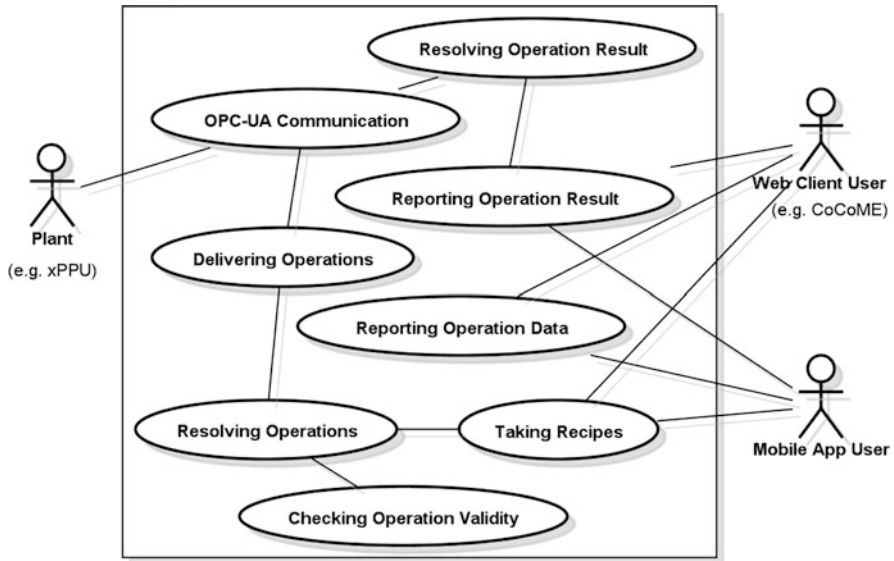 Resolving Operation Result
OPC-UA Communication
Web Client User
(e.g. CoCoME)
Reporting Operation Result
Plant
(e.g. xPPU)
Delivering Operations
Reporting Operation Data
Resolving Operations
Taking Recipes
Mobile App User
Checking Operation Validity